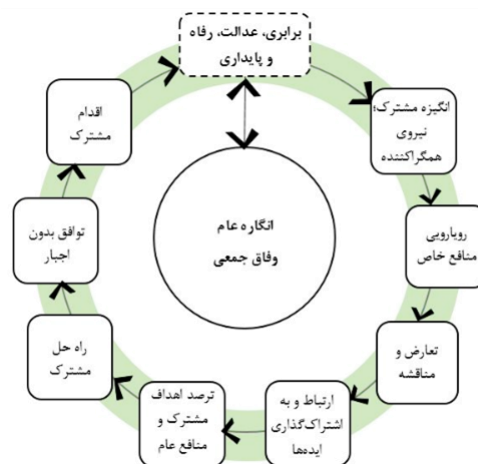 برابری، عدالت، رفاه
و پایداری
انگیزه مشترک؛
نیروی
همگراکننده
رویارویی
منافع خاص
تعارض و
مناقشه
ارتباط و به
اشتراک‌گذاری
ایده‌ها
ترصد اهداف
مشترک و
منافع عام
راه حل
مشترک
توافق بدون
اجبار
اقدام
مشترک
انگاره عام
وفاق جمعی